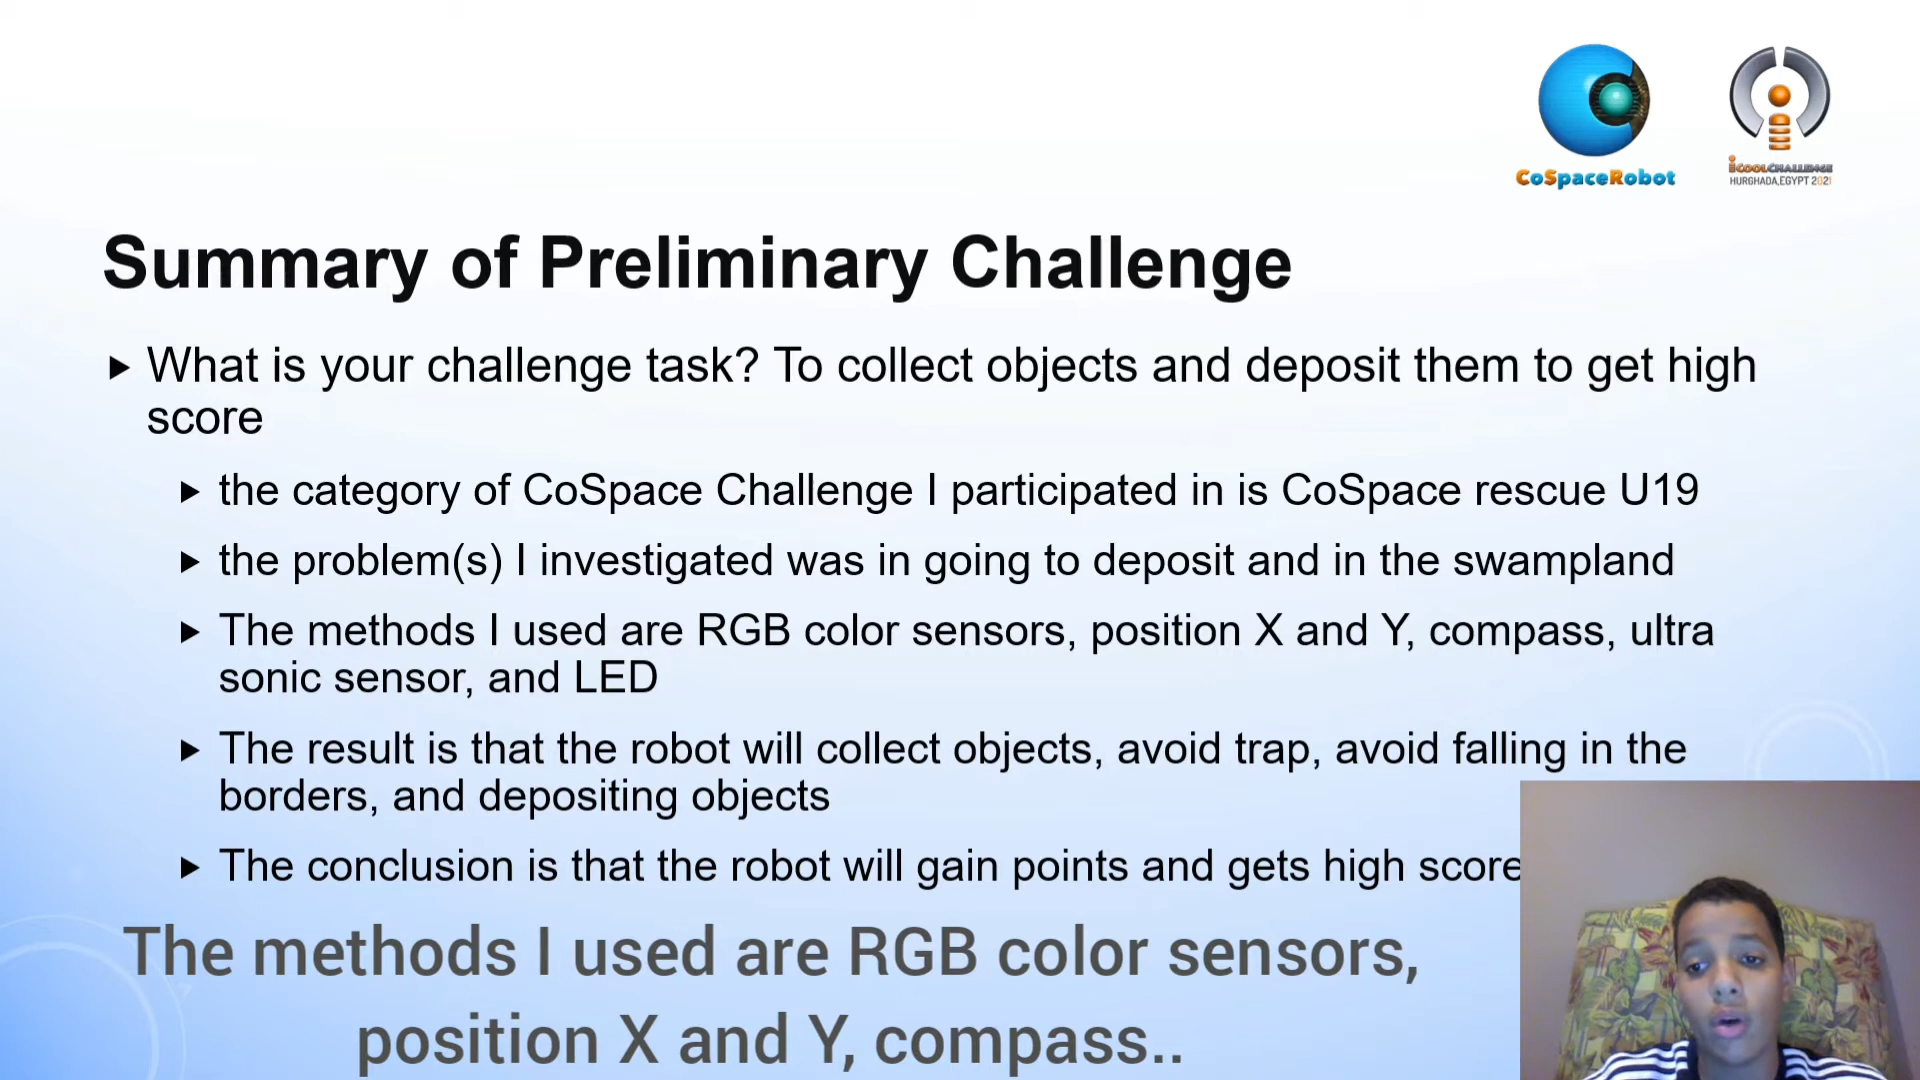 CoSpaceRobot
iCOOLCHALLENGE
HURGHADA,EGYPT 2021
Summary of Preliminary Challenge
What is your challenge task? To collect objects and deposit them to get high
score
the category of CoSpace Challenge I participated in is CoSpace rescue U19
the problem(s) I investigated was in going to deposit and in the swampland
The methods I used are RGB color sensors, position X and Y, compass, ultra
sonic sensor, and LED
The result is that the robot will collect objects, avoid trap, avoid falling in the
borders, and depositing objects
The conclusion is that the robot will gain points and gets high score
The methods I used are RGB color sensors,
position X and Y, compass..